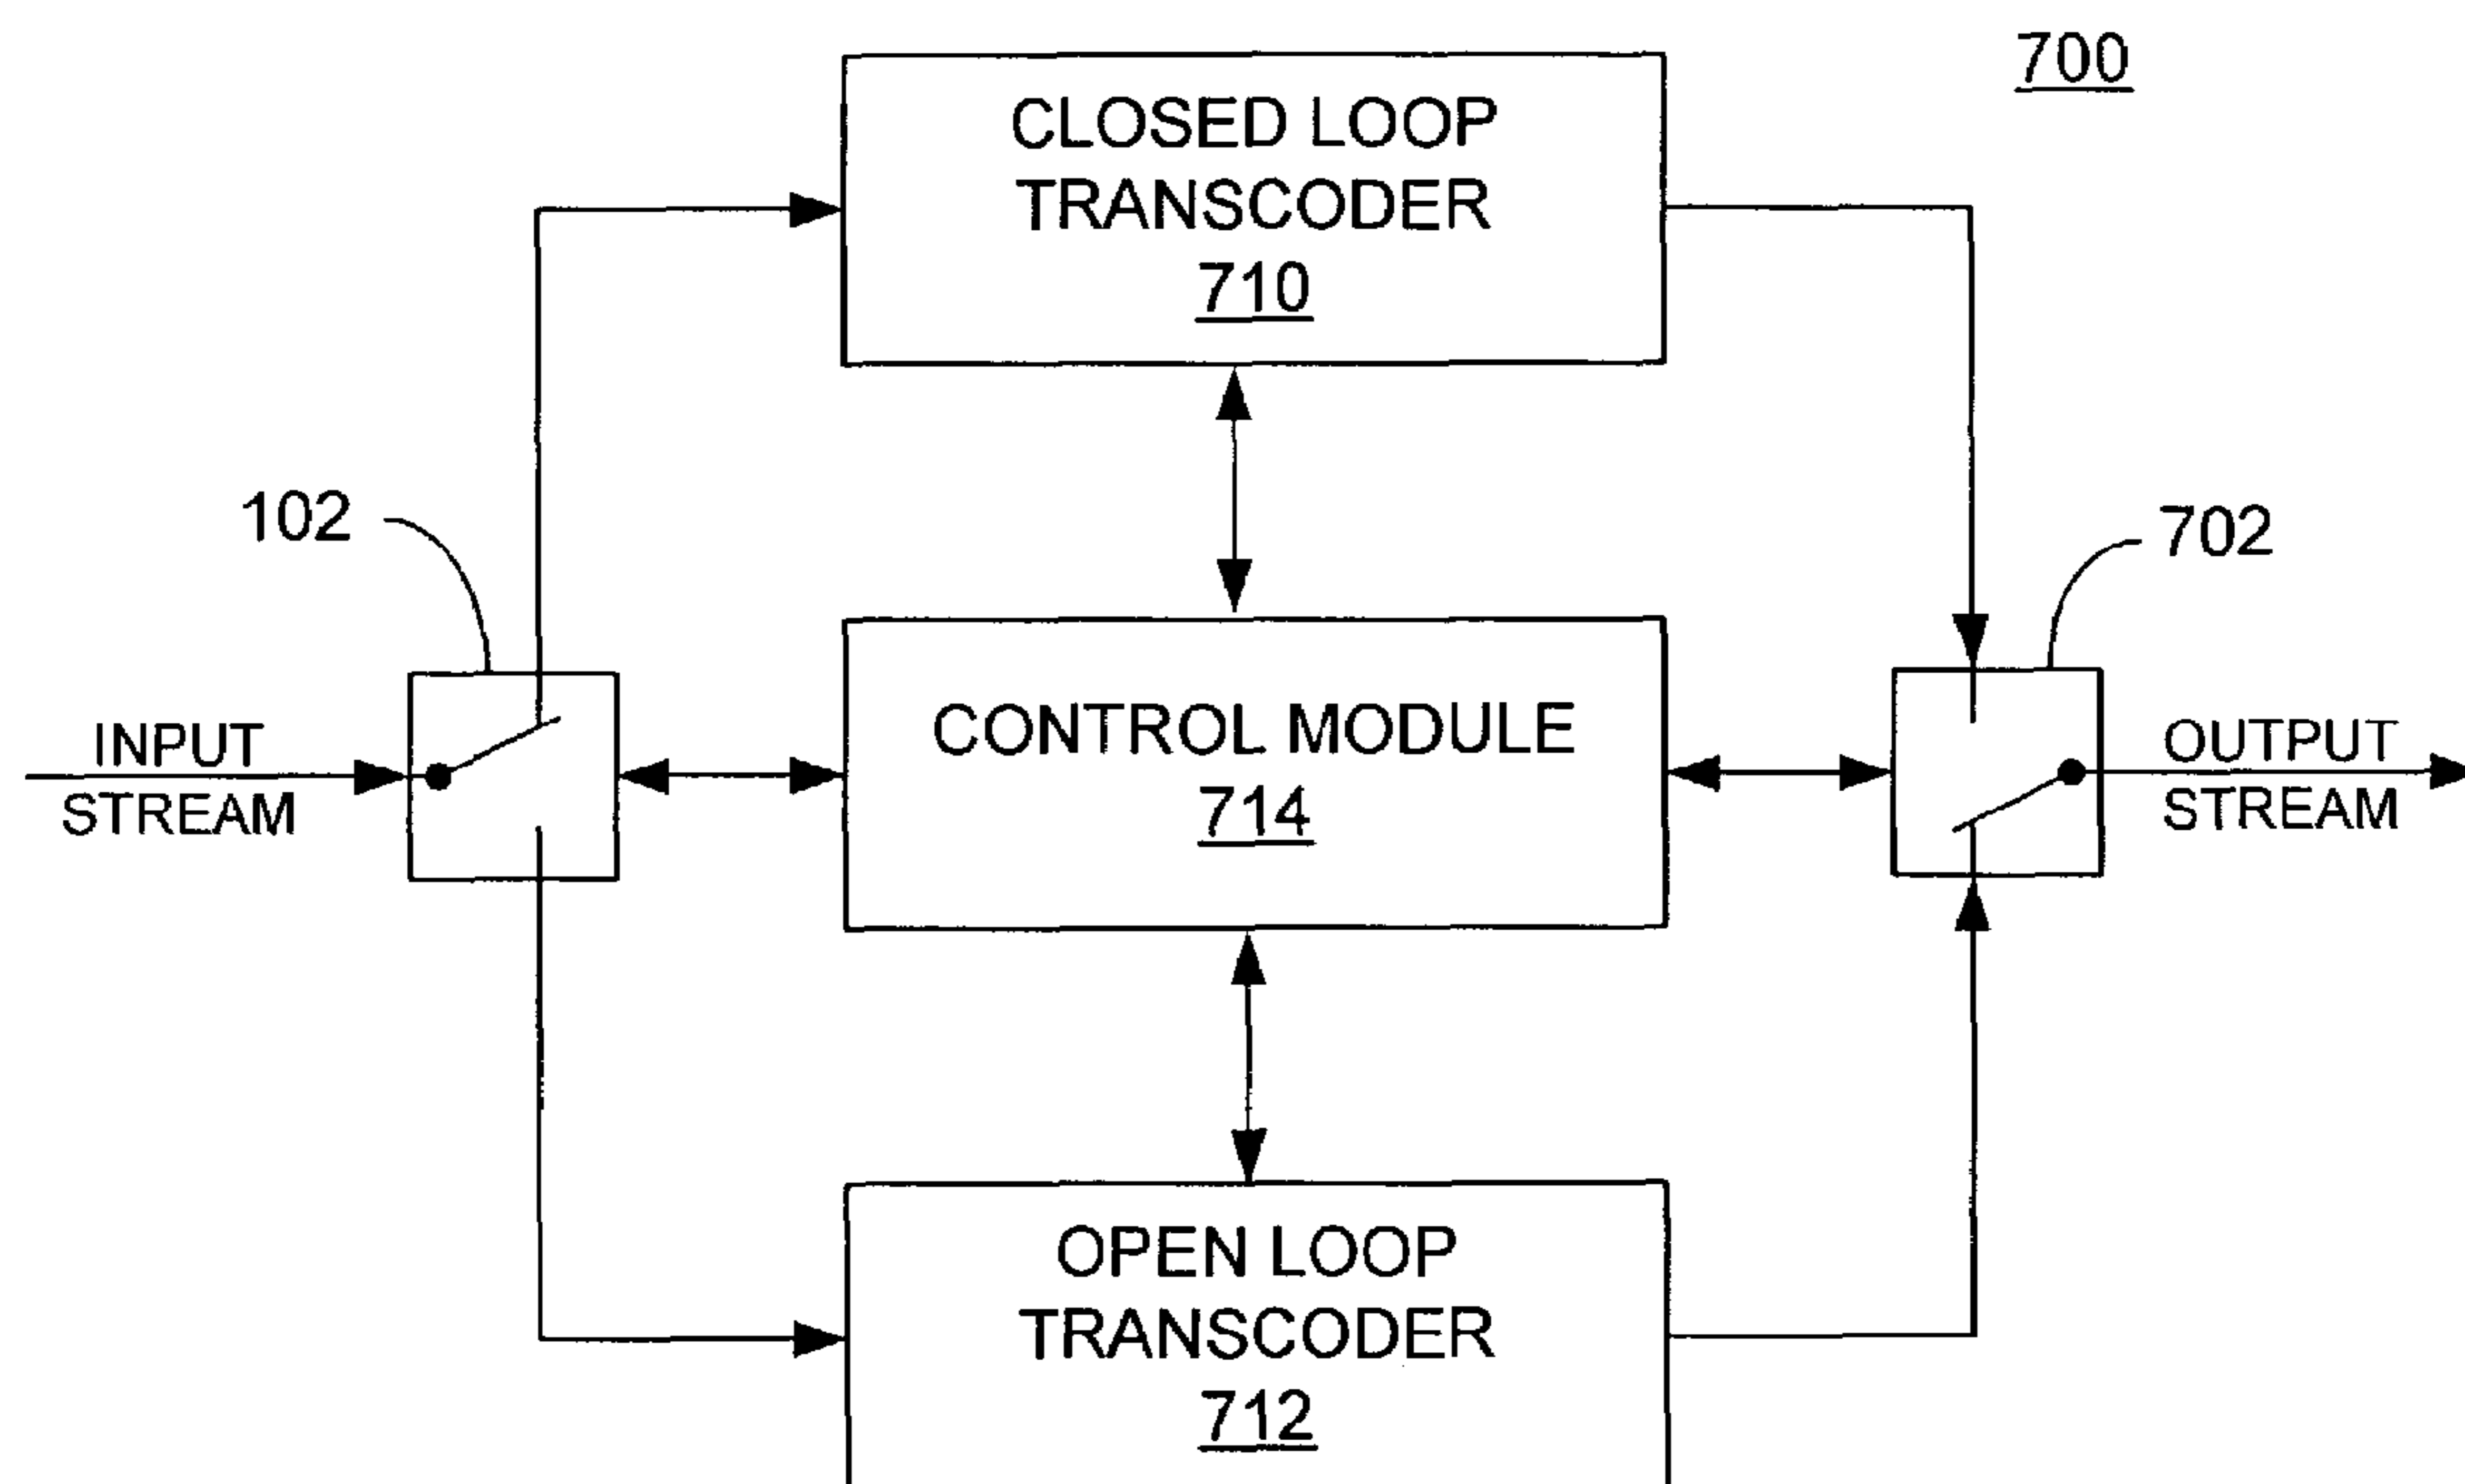 700
CLOSED LOOP
TRANSCODER
710
102
702
INPUT
STREAM
CONTROL MODULE
714
OUTPUT
STREAM
OPEN LOOP
TRANSCODER
712